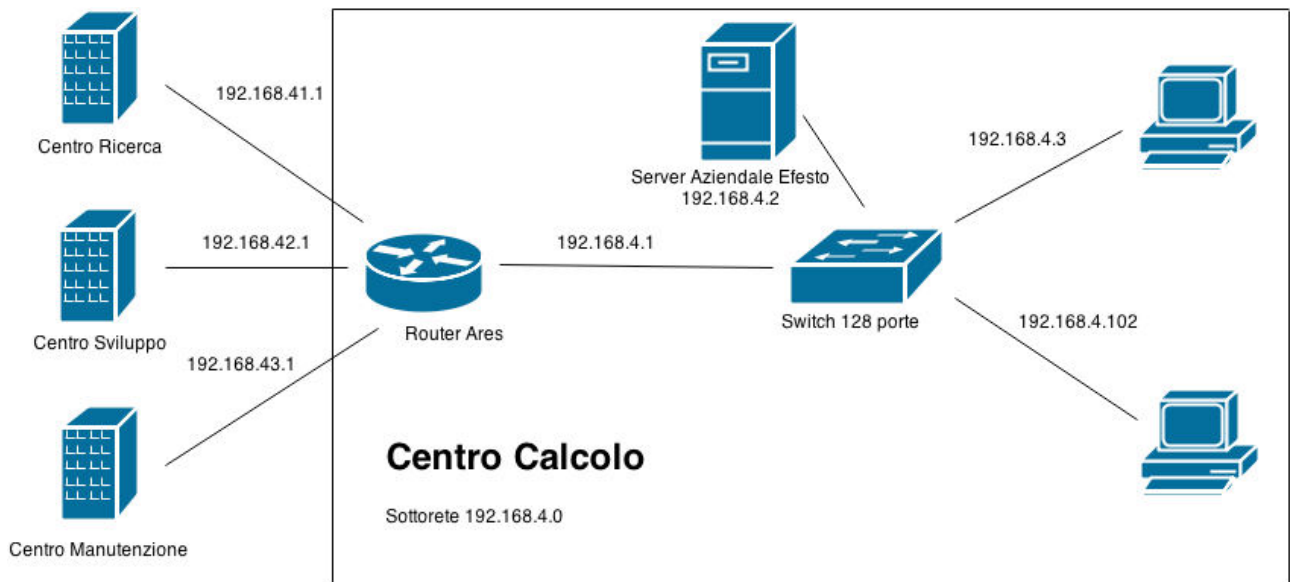 192.168.41.1
Centro Ricerca
Server Aziendale Efesto
192.168.4.2
192.168.4.3
192.168.42.1
192.168.4.1
Centro Sviluppo
Router Ares
Switch 128 porte
192.168.4.102
192.168.43.1
Centro Calcolo
Sottorete 192.168.4.0
Centro Manutenzione